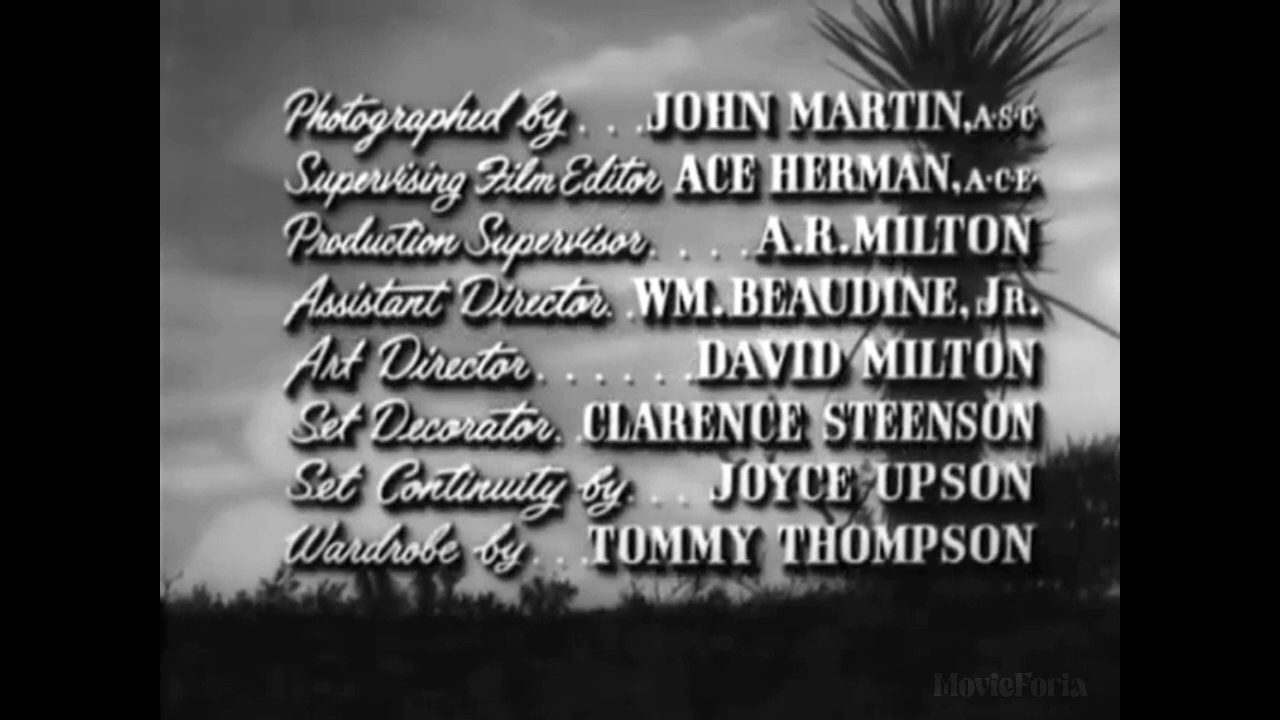 Photographed by . . . JOHN MARTIN, A·S·C
Supervising Film Editor ACE HERMAN, A·C·E·
Production Supervisor . . . . A.R. MILTON
Assistant Director. . WM. BEAUDINE, JR.
Art Director . . . . . . DAVID MILTON
Set Decorator. . CLARENCE STEENSON
Set Continuity by. . . JOYCE UPSON
Wardrobe by . . . TOMMY THOMPSON
MovieForia